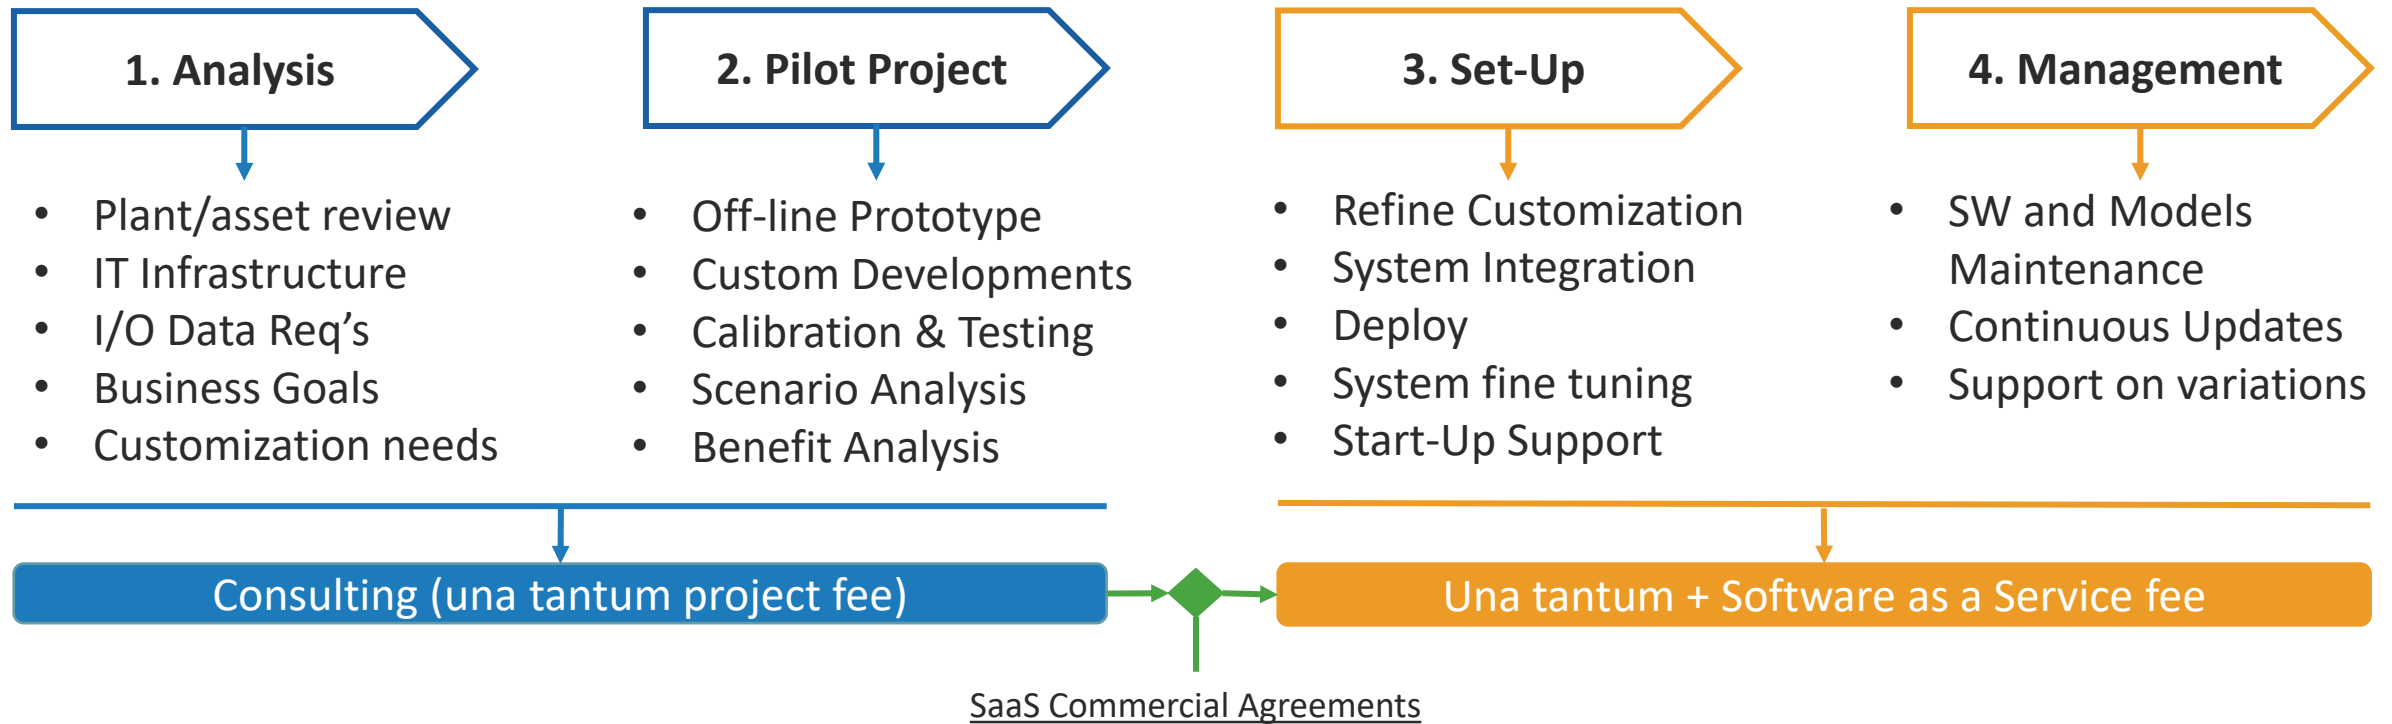 1. Analysis
• Plant/asset review
• IT Infrastructure
• I/O Data Req’s
• Business Goals
• Customization needs
2. Pilot Project
• Off-line Prototype
• Custom Developments
• Calibration & Testing
• Scenario Analysis
• Benefit Analysis
3. Set-Up
• Refine Customization
• System Integration
• Deploy
• System fine tuning
• Start-Up Support
4. Management
• SW and Models
Maintenance
• Continuous Updates
• Support on variations
Consulting (una tantum project fee)
Una tantum + Software as a Service fee
SaaS Commercial Agreements